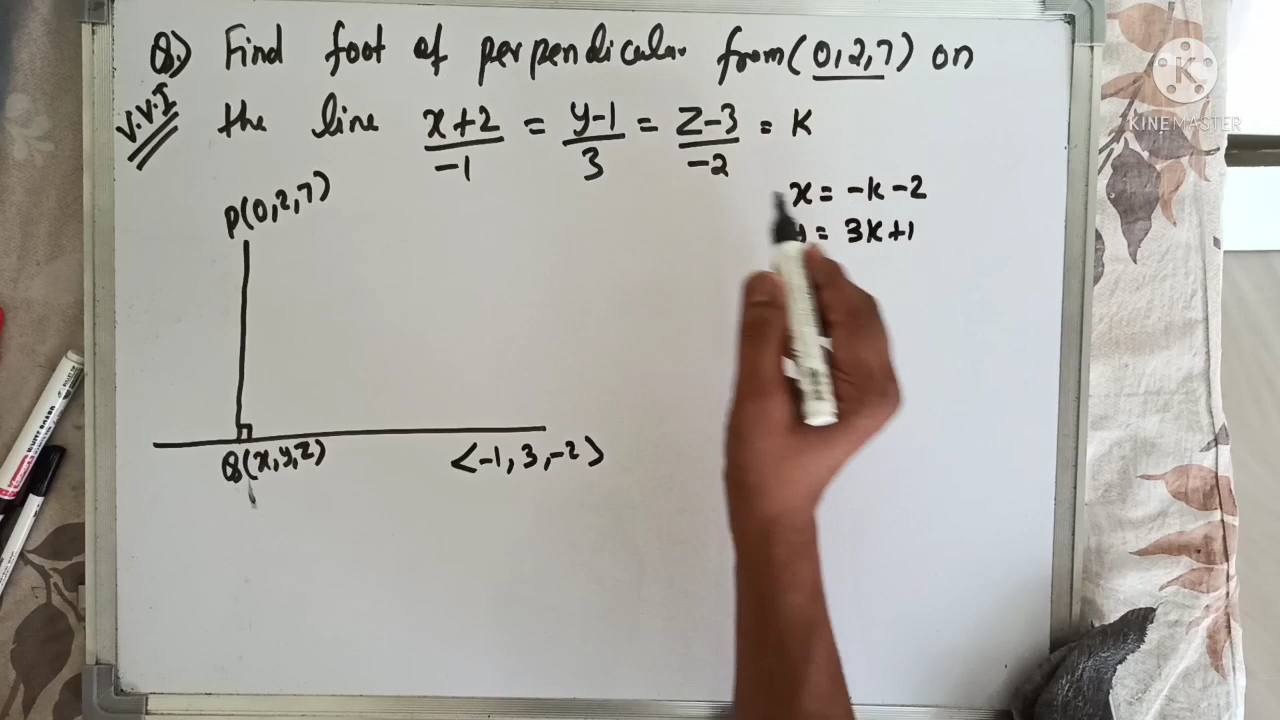 Q.) Find foot of perpendicular from (0,2,7) on
V.V.I the line x+2/-1 = y-1/3 = z-3/-2 = K
x = -k-2
y = 3k+1
P(0,2,7)
Q(x,y,z) <-1, 3, -2>
K
KINEMASTER